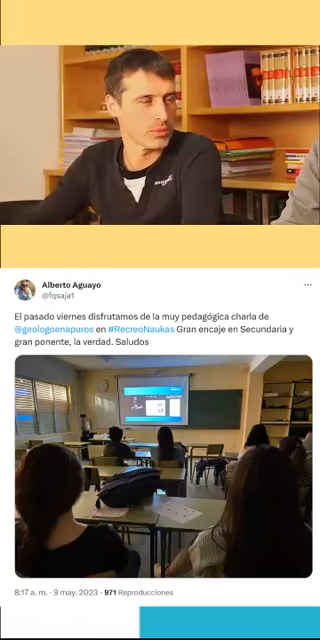 Alberto Aguayo
@fqsaja1
El pasado viernes disfrutamos de la muy pedagógica charla de
@geologoenapuros en #RecreoNaukas Gran encaje en Secundaria y
gran ponente, la verdad. Saludos
8:17 a. m. · 9 may. 2023 · 971 Reproducciones